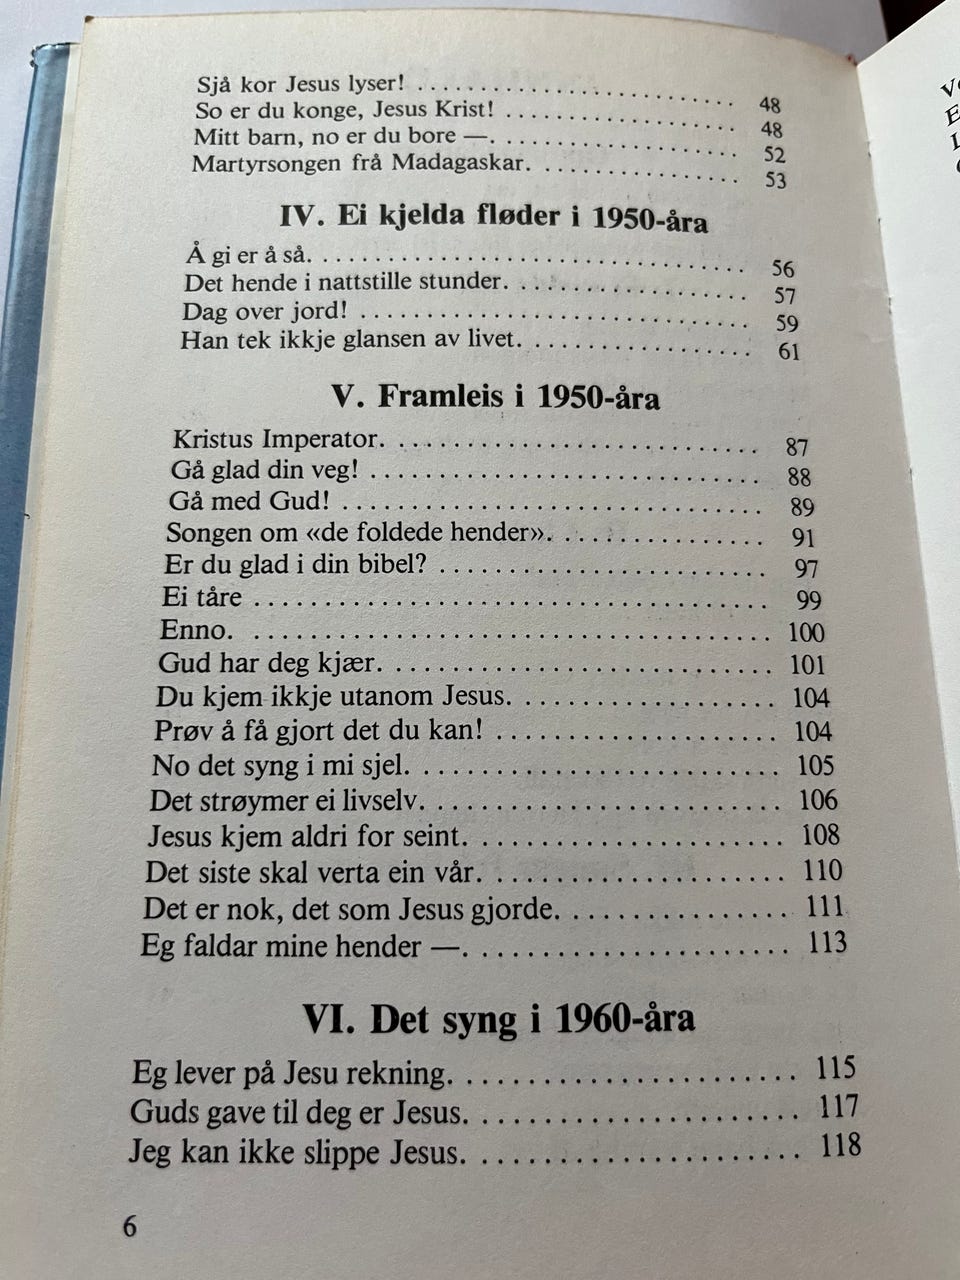 Sjå kor Jesus lyser! . . . . . . . . . . . . . . . . . . . . . . . . . . 48
So er du konge, Jesus Krist! . . . . . . . . . . . . . . . . . . . 48
Mitt barn, no er du bore —. . . . . . . . . . . . . . . . . . . . 52
Martyrsongen frå Madagaskar. . . . . . . . . . . . . . . . . 53
IV. Ei kjelda fløder i 1950-åra
Å gi er å så. . . . . . . . . . . . . . . . . . . . . . . . . . . . . . . . 56
Det hende i nattstille stunder. . . . . . . . . . . . . . . . . . 57
Dag over jord! . . . . . . . . . . . . . . . . . . . . . . . . . . . . . 59
Han tek ikkje glansen av livet. . . . . . . . . . . . . . . . . 61
V. Framleis i 1950-åra
Kristus Imperator. . . . . . . . . . . . . . . . . . . . . . . . . . . 87
Gå glad din veg! . . . . . . . . . . . . . . . . . . . . . . . . . . . . 88
Gå med Gud! . . . . . . . . . . . . . . . . . . . . . . . . . . . . . . 89
Songen om «de foldede hender». . . . . . . . . . . . . . . . 91
Er du glad i din bibel? . . . . . . . . . . . . . . . . . . . . . . . 97
Ei tåre . . . . . . . . . . . . . . . . . . . . . . . . . . . . . . . . . . . . 99
Enno. . . . . . . . . . . . . . . . . . . . . . . . . . . . . . . . . . . . . 100
Gud har deg kjær. . . . . . . . . . . . . . . . . . . . . . . . . . . 101
Du kjem ikkje utanom Jesus. . . . . . . . . . . . . . . . . . . 104
Prøv å få gjort det du kan! . . . . . . . . . . . . . . . . . . . . 104
No det syng i mi sjel. . . . . . . . . . . . . . . . . . . . . . . . . 105
Det strøymer ei livselv. . . . . . . . . . . . . . . . . . . . . . . . 106
Jesus kjem aldri for seint. . . . . . . . . . . . . . . . . . . . . . 108
Det siste skal verta ein vår. . . . . . . . . . . . . . . . . . . . . 110
Det er nok, det som Jesus gjorde. . . . . . . . . . . . . . . . 111
Eg faldar mine hender —. . . . . . . . . . . . . . . . . . . . . . 113
VI. Det syng i 1960-åra
Eg lever på Jesu rekning. . . . . . . . . . . . . . . . . . . . . . . 115
Guds gave til deg er Jesus. . . . . . . . . . . . . . . . . . . . . . 117
Jeg kan ikke slippe Jesus. . . . . . . . . . . . . . . . . . . . . . 118
6